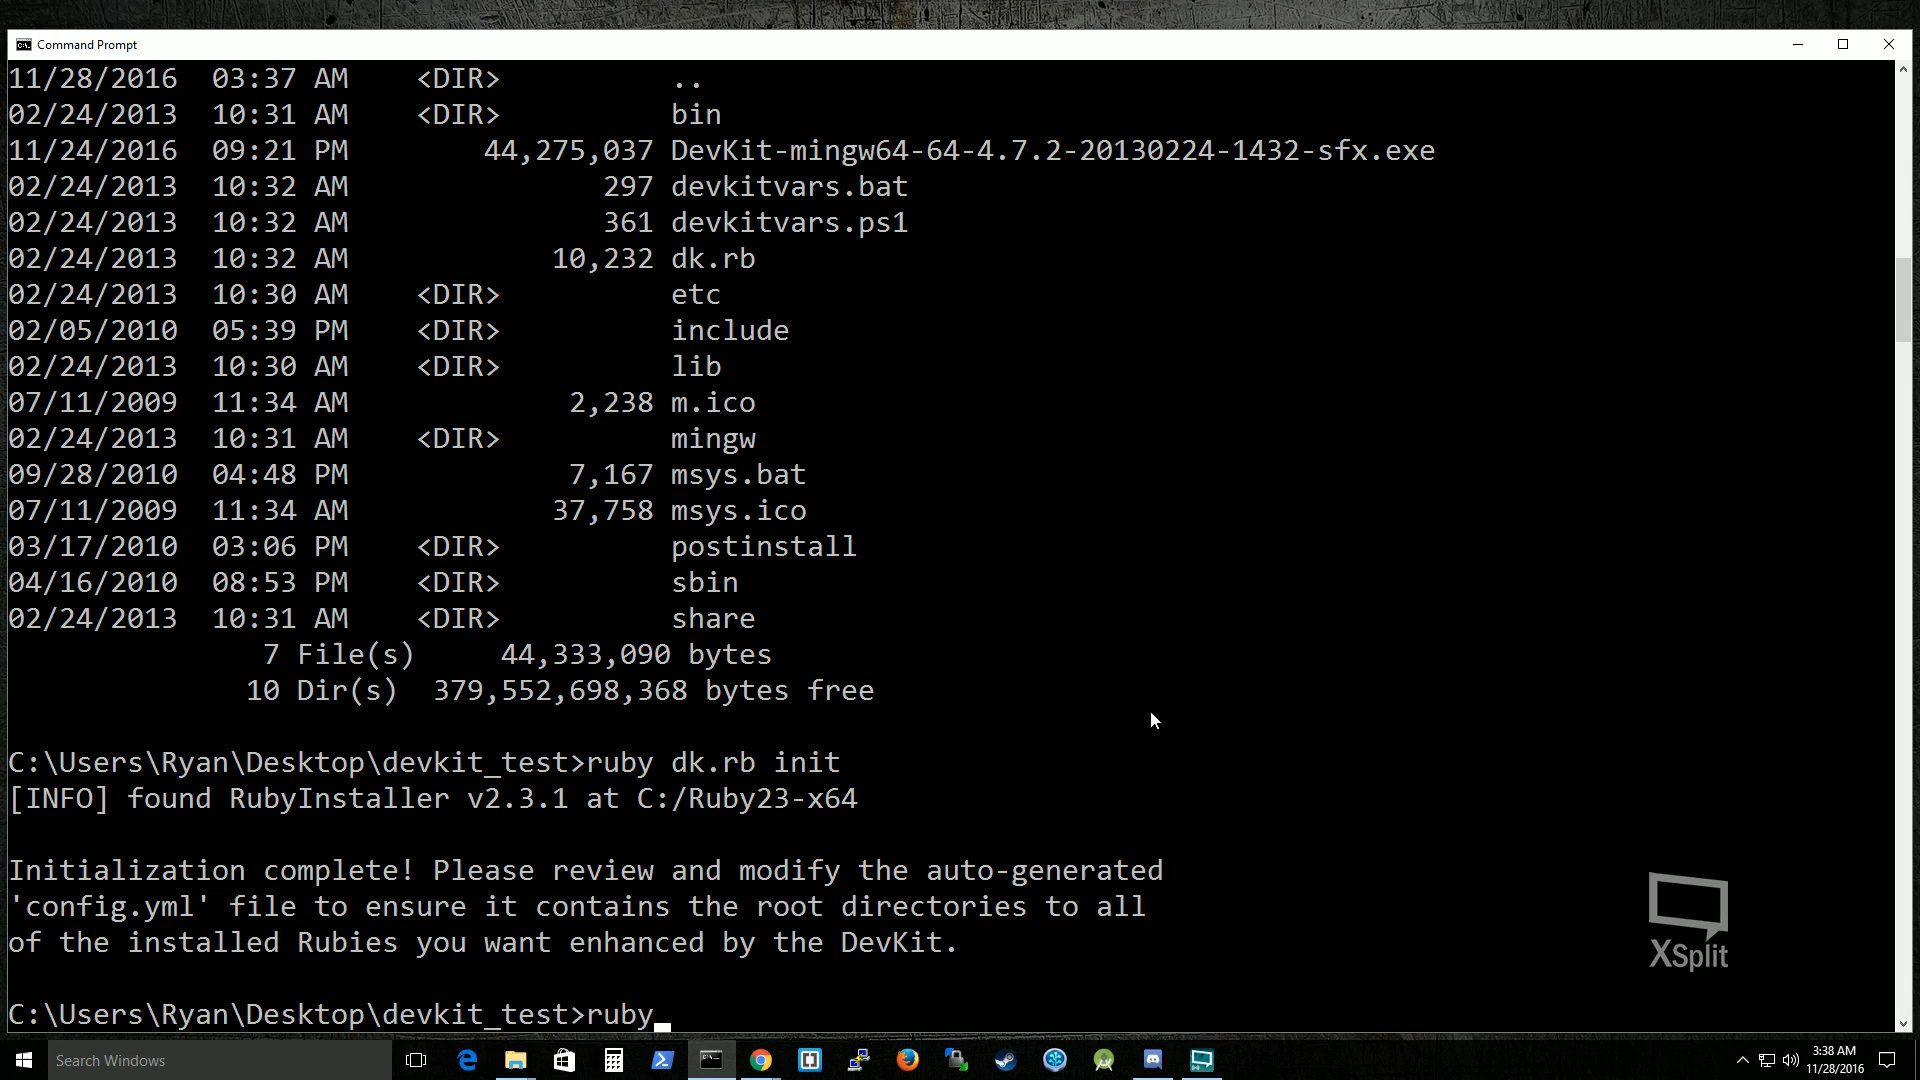 Command Prompt
11/28/2016  03:37 AM    <DIR>          ..
02/24/2013  10:31 AM    <DIR>          bin
11/24/2016  09:21 PM        44,275,037 DevKit-mingw64-64-4.7.2-20130224-1432-sfx.exe
02/24/2013  10:32 AM               297 devkitvars.bat
02/24/2013  10:32 AM               361 devkitvars.ps1
02/24/2013  10:32 AM            10,232 dk.rb
02/24/2013  10:30 AM    <DIR>          etc
02/05/2010  05:39 PM    <DIR>          include
02/24/2013  10:30 AM    <DIR>          lib
07/11/2009  11:34 AM             2,238 m.ico
02/24/2013  10:31 AM    <DIR>          mingw
09/28/2010  04:48 PM             7,167 msys.bat
07/11/2009  11:34 AM            37,758 msys.ico
03/17/2010  03:06 PM    <DIR>          postinstall
04/16/2010  08:53 PM    <DIR>          sbin
02/24/2013  10:31 AM    <DIR>          share
               7 File(s)     44,333,090 bytes
              10 Dir(s)  379,552,698,368 bytes free
C:\Users\Ryan\Desktop\devkit_test>ruby dk.rb init
[INFO] found RubyInstaller v2.3.1 at C:/Ruby23-x64
Initialization complete! Please review and modify the auto-generated
'config.yml' file to ensure it contains the root directories to all
of the installed Rubies you want enhanced by the DevKit.
C:\Users\Ryan\Desktop\devkit_test>ruby
XSplit
Search Windows
3:38 AM
11/28/2016